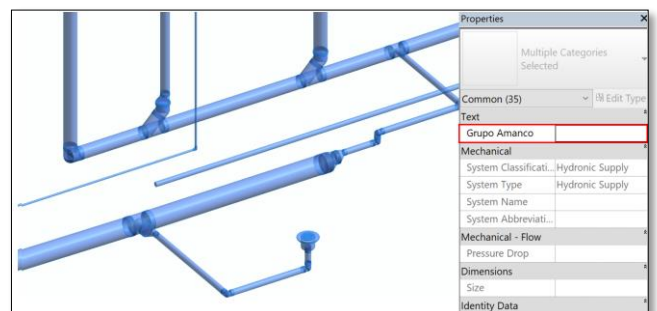 Properties
Multiple Categories
Selected
Common (35)
Edit Type
Text
Grupo Amanco
Mechanical
System Classificati... Hydronic Supply
System Type Hydronic Supply
System Name
System Abbreviati...
Mechanical - Flow
Pressure Drop
Dimensions
Size
Identity Data